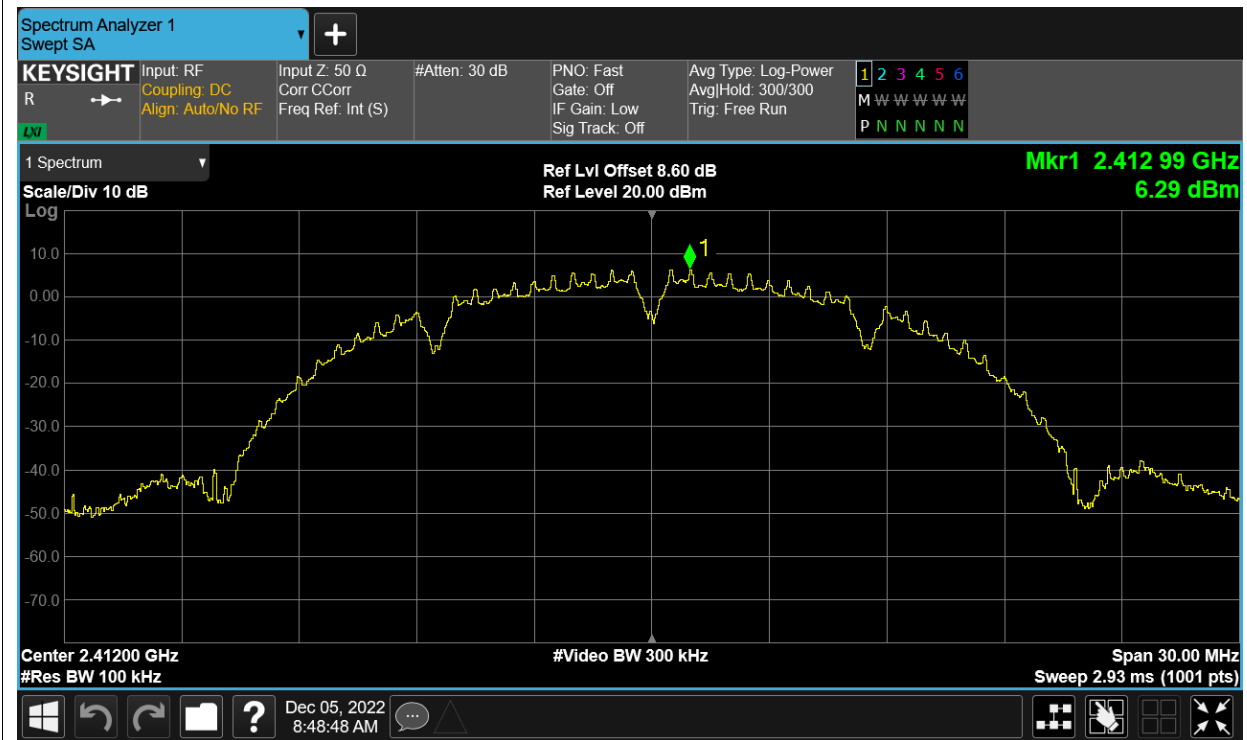 Spectrum Analyzer 1
Swept SA
KEYSIGHT
R
LXI
Input: RF
Coupling: DC
Align: Auto/No RF
Input Z: 50 Ω
Corr CCorr
Freq Ref: Int (S)
#Atten: 30 dB
PNO: Fast
Gate: Off
IF Gain: Low
Sig Track: Off
Avg Type: Log-Power
Avg|Hold: 300/300
Trig: Free Run
1 2 3 4 5 6
M W W W W W
P N N N N N
1 Spectrum
Scale/Div 10 dB
Log
Ref Lvl Offset 8.60 dB
Ref Level 20.00 dBm
Mkr1 2.412 99 GHz
6.29 dBm
1
10.0
0.00
-10.0
-20.0
-30.0
-40.0
-50.0
-60.0
-70.0
Center 2.41200 GHz
#Res BW 100 kHz
#Video BW 300 kHz
Span 30.00 MHz
Sweep 2.93 ms (1001 pts)
?
Dec 05, 2022
8:48:48 AM